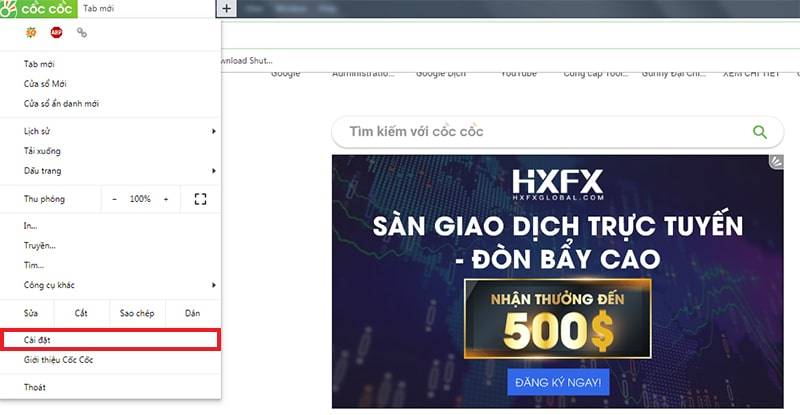 cốc cốc
Tab mới
ABP
Tab mới
Cửa sổ Mới
Cửa sổ ẩn danh mới
Lịch sử
Tải xuống
Dấu trang
Thu phóng
- 100% +
In...
Truyền...
Tìm...
Công cụ khác
Sửa Cắt Sao chép Dán
Cài đặt
Giới thiệu Cốc Cốc
Thoát
wnload Shut...
Google Administratio... Google Dịch YouTube Cung cấp Tool... Gunny Đại Chi... XEM CHI TIẾT
Tìm kiếm với cốc cốc
HXFX
HXFXGLOBAL.COM
SÀN GIAO DỊCH TRỰC TUYẾN
- ĐÒN BẨY CAO
NHẬN THƯỞNG ĐẾN
500$
ĐĂNG KÝ NGAY!